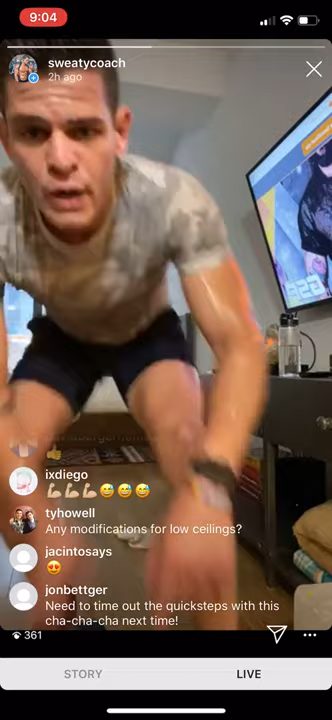 9:04
sweatycoach
2h ago
ixdiego
💪🏼💪🏼💪🏼😅😅😅
tyhowell
Any modifications for low ceilings?
jacintosays
😍
jonbettger
Need to time out the quicksteps with this
cha-cha-cha next time!
361
STORY
LIVE